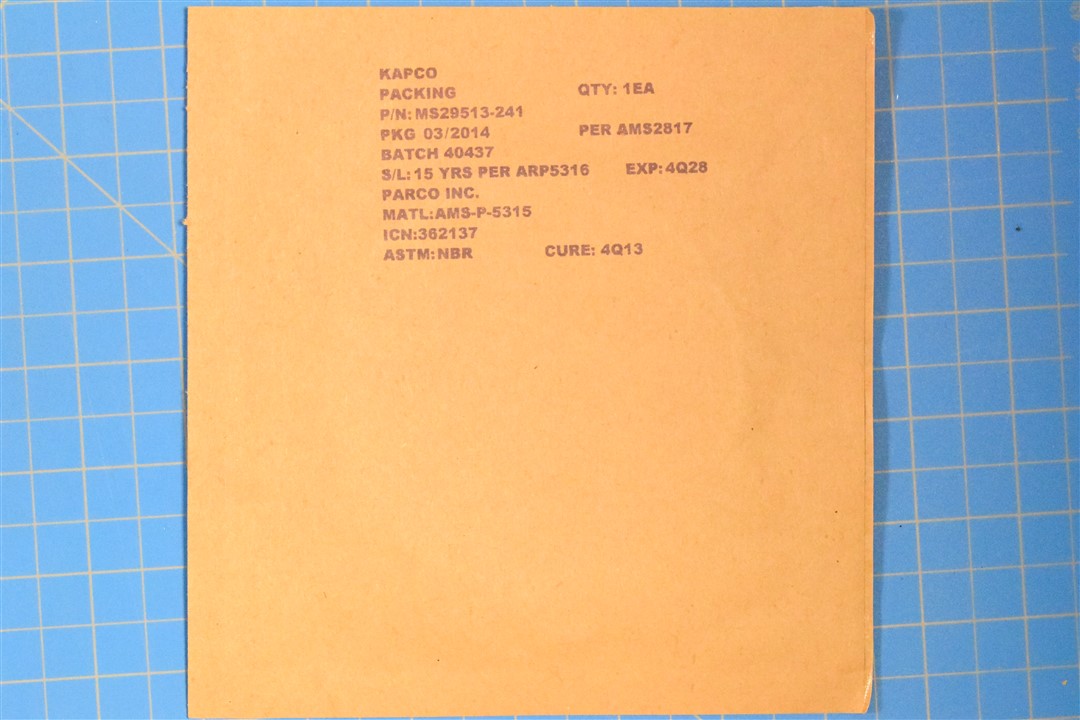 KAPCO
PACKING QTY: 1EA
P/N: MS29513-241
PKG 03/2014 PER AMS2817
BATCH 40437
S/L: 15 YRS PER ARP5316 EXP: 4Q28
PARCO INC.
MATL:AMS-P-5315
ICN:362137
ASTM:NBR CURE: 4Q13